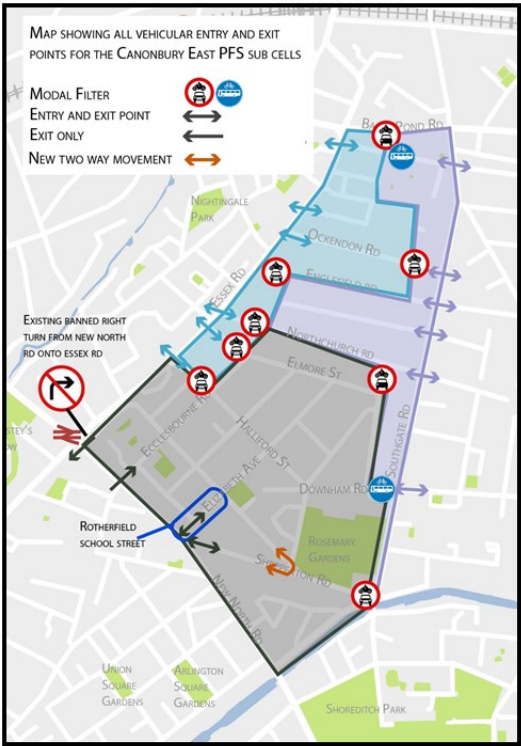 Map showing all vehicular entry and exit
points for the Canonbury East PFS sub cells
Modal Filter
Entry and exit point
Exit only
New two way movement
Nightingale
Park
Essex Rd
Ockendon Rd
Englefield Rd
Existing banned right
turn from new north
rd onto essex rd
Northchurch rd
Elmore St
Ecclesbourne
Halliford St
Elizabeth Ave
Southgate Rd
Downham Rd
Rotherfield
school street
Rosemary
Gardens
Shepperton Rd
New North Rd
Union
Square
Gardens
Arlington
Square
Gardens
Shoreditch Park